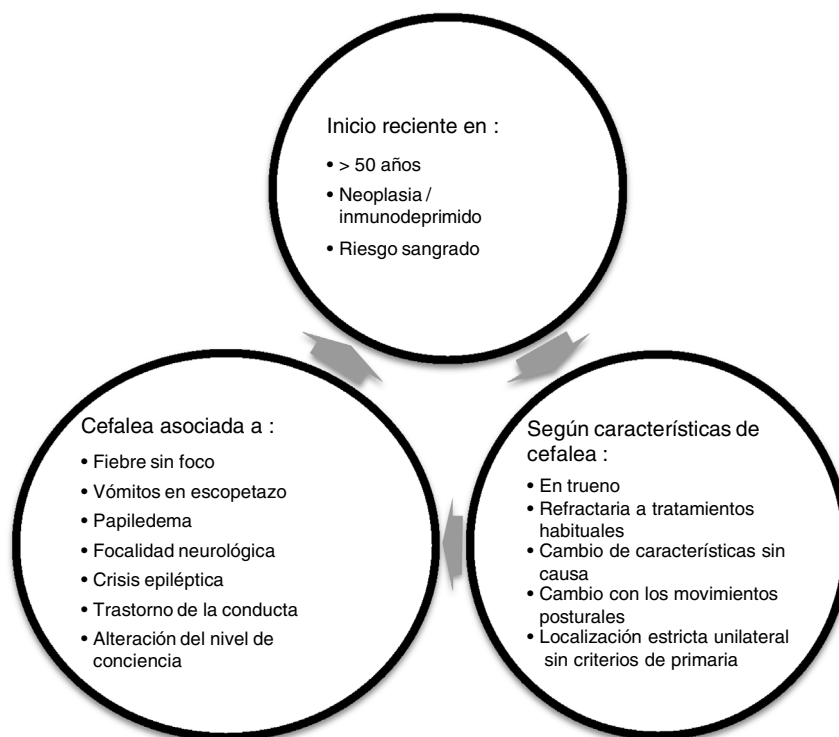 Inicio reciente en :
• > 50 años
• Neoplasia /
inmunodeprimido
• Riesgo sangrado
Cefalea asociada a :
• Fiebre sin foco
• Vómitos en escopetazo
• Papiledema
• Focalidad neurológica
• Crisis epiléptica
• Trastorno de la conducta
• Alteración del nivel de
conciencia
Según características de
cefalea :
• En trueno
• Refractaria a tratamientos
habituales
• Cambio de características sin
causa
• Cambio con los movimientos
posturales
• Localización estricta unilateral
sin criterios de primaria